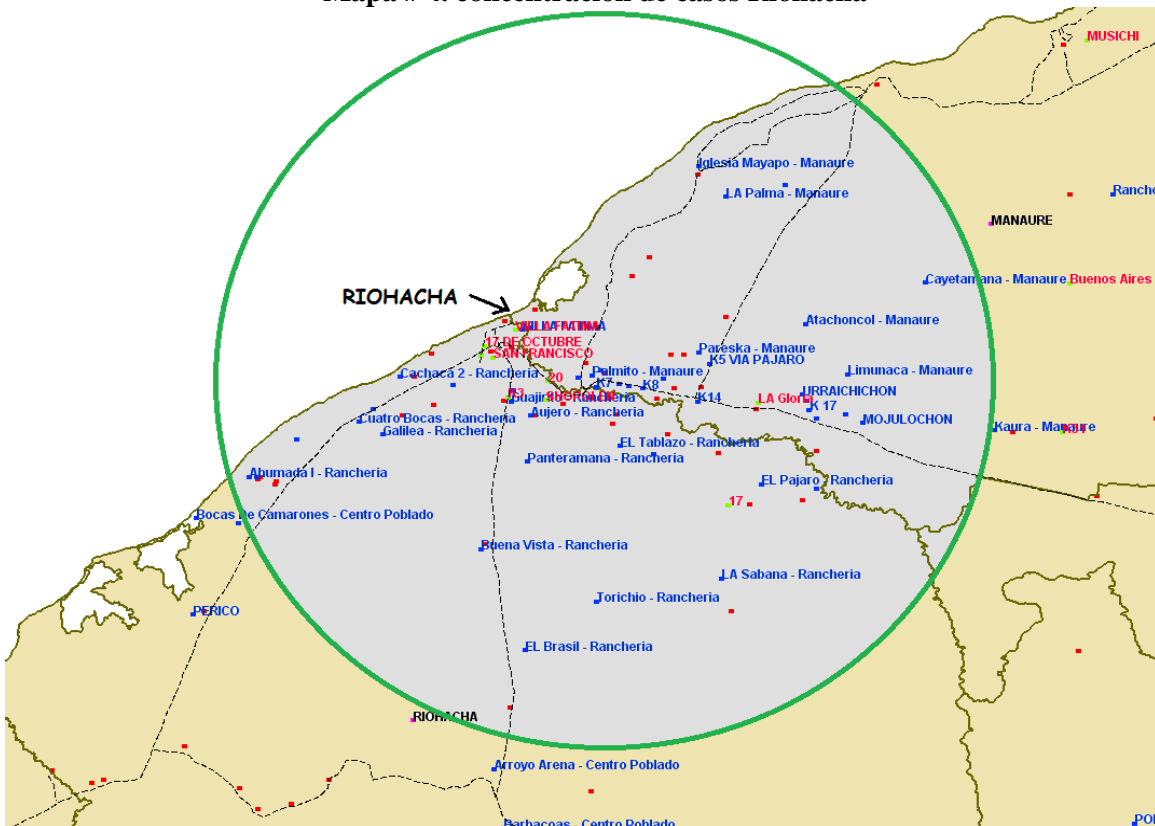 MUSICHI
Iglesia Mayapo - Manaure
LA Palma - Manaure
Ranche
MANAURE
Cayetamana - Manaure
Buenos Aires
RIOHACHA
Atachoncol - Manaure
17 DE OCTUBRE
SAN FRANCISCO
Pareska - Manaure
K5 VIA PAJARO
Cachaca 2 - Rancheria
20
Palmito - Manaure
Limunaca - Manaure
K7
K8
URRAICHICHON
K14
LA Gloria
K 17
Aujero - Rancheria
Cuatro Bocas - Rancheria
MOJULOCHON
Kaura - Manaure
Galilea - Rancheria
EL Tablazo - Rancheria
Panteramana - Rancheria
Ahumada I - Rancheria
EL Pajaro - Rancheria
17
Bocas De Camarones - Centro Poblado
Buena Vista - Rancheria
LA Sabana - Rancheria
Torichio - Rancheria
PERICO
EL Brasil - Rancheria
RIOHACHA
Arroyo Arena - Centro Poblado
Barbacoas - Centro Poblado